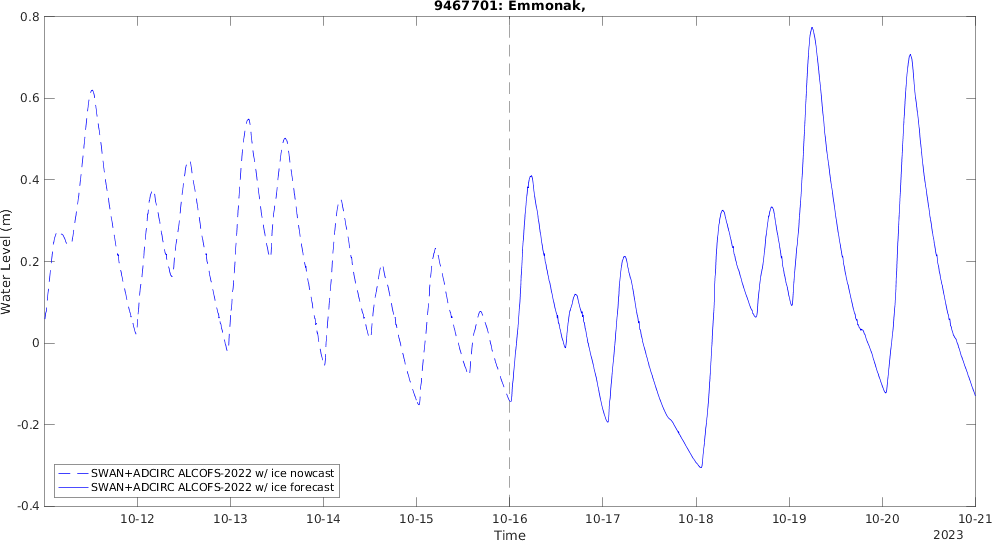 9467701: Emmonak,
Water Level (m)
0.8
0.6
0.4
0.2
0
-0.2
-0.4
SWAN+ADCIRC ALCOFS-2022 w/ ice nowcast
SWAN+ADCIRC ALCOFS-2022 w/ ice forecast
10-12 10-13 10-14 10-15 10-16 10-17 10-18 10-19 10-20 10-21
Time
2023